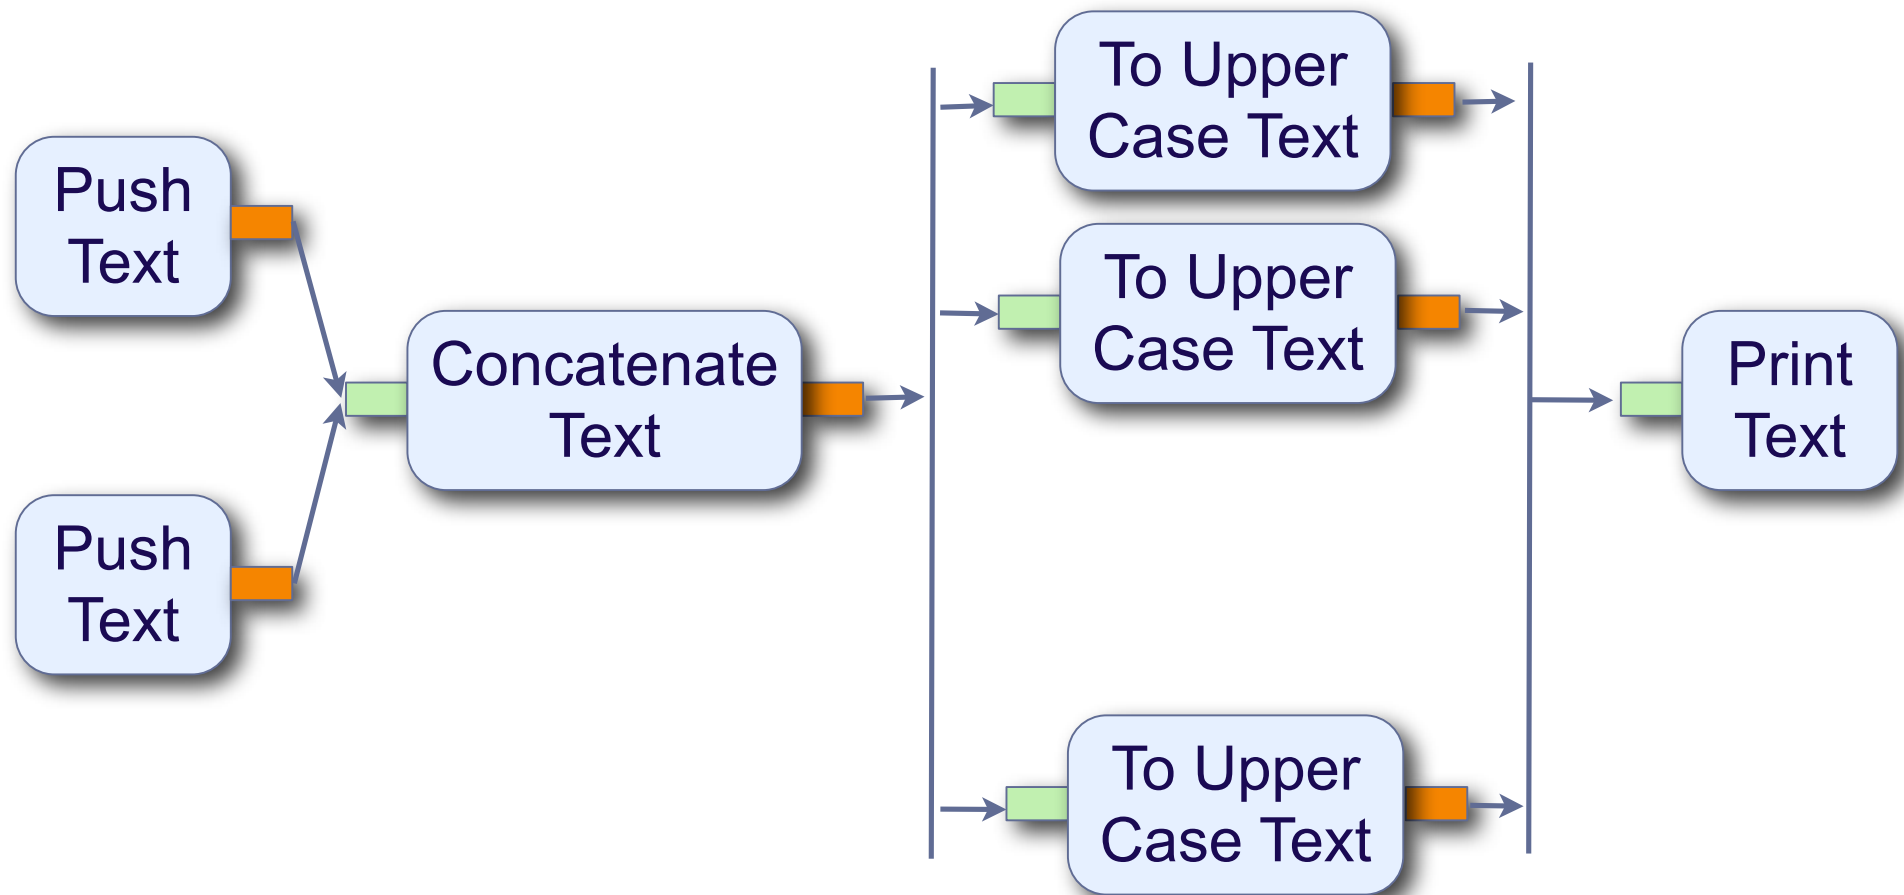 Push
Text
Push
Text
Concatenate
Text
To Upper
Case Text
To Upper
Case Text
To Upper
Case Text
Print
Text